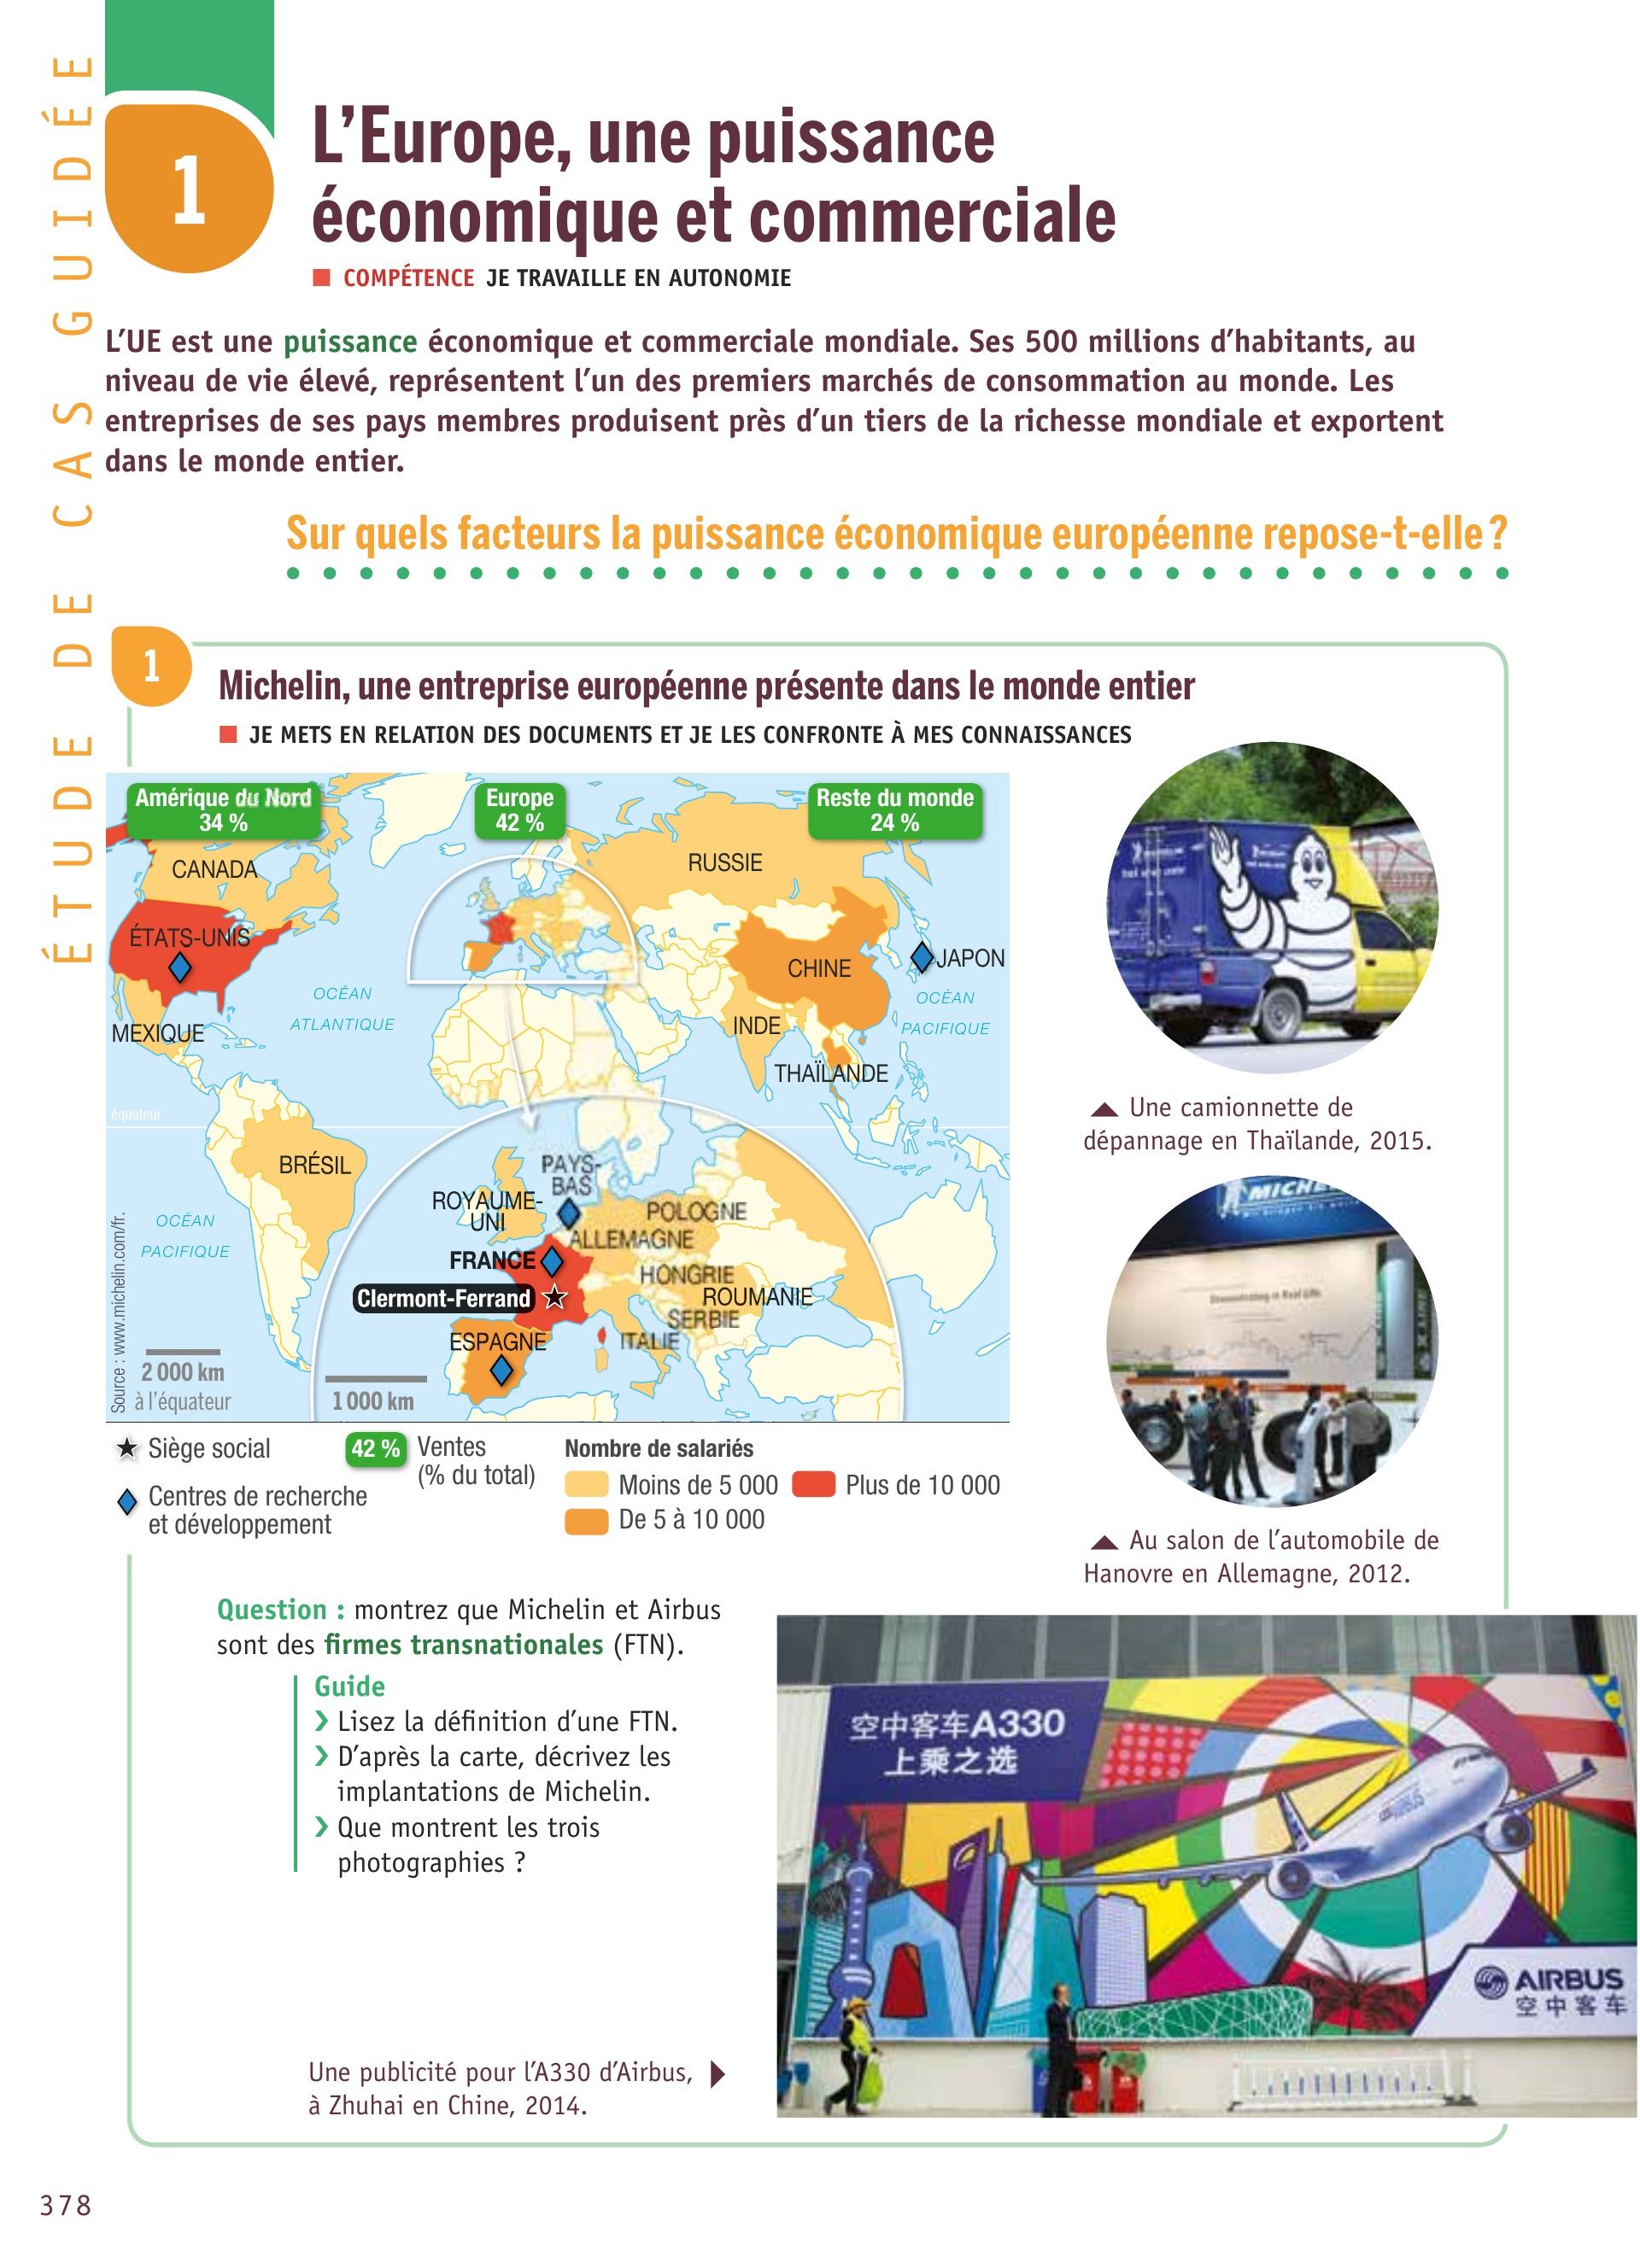 ÉTUDE DE CAS GUIDÉE
1
L’Europe, une puissance
économique et commerciale
COMPÉTENCE JE TRAVAILLE EN AUTONOMIE
L’UE est une puissance économique et commerciale mondiale. Ses 500 millions d’habitants, au
niveau de vie élevé, représentent l’un des premiers marchés de consommation au monde. Les
entreprises de ses pays membres produisent près d’un tiers de la richesse mondiale et exportent
dans le monde entier.
Sur quels facteurs la puissance économique européenne repose-t-elle ?
1
Michelin, une entreprise européenne présente dans le monde entier
JE METS EN RELATION DES DOCUMENTS ET JE LES CONFRONTE À MES CONNAISSANCES
Amérique du Nord
34 %
Europe
42 %
Reste du monde
24 %
CANADA
RUSSIE
ÉTATS-UNIS
CHINE
JAPON
OCÉAN
ATLANTIQUE
OCÉAN
PACIFIQUE
MEXIQUE
INDE
THAÏLANDE
équateur
BRÉSIL
PAYS-
BAS
ROYAUME-
UNI
POLOGNE
ALLEMAGNE
OCÉAN
PACIFIQUE
FRANCE
HONGRIE
Clermont-Ferrand
ROUMANIE
SERBIE
ESPAGNE
ITALIE
2 000 km
à l’équateur
1 000 km
Source : www.michelin.com/fr.
Siège social
Centres de recherche
et développement
42 %
Ventes
(% du total)
Nombre de salariés
Moins de 5 000
Plus de 10 000
De 5 à 10 000
Une camionnette de
dépannage en Thaïlande, 2015.
Au salon de l’automobile de
Hanovre en Allemagne, 2012.
Question : montrez que Michelin et Airbus
sont des firmes transnationales (FTN).
Guide
› Lisez la définition d’une FTN.
› D’après la carte, décrivez les
implantations de Michelin.
› Que montrent les trois
photographies ?
空中客车A330
上乘之选
AIRBUS
空中客车
Une publicité pour l’A330 d’Airbus,
à Zhuhai en Chine, 2014.
378